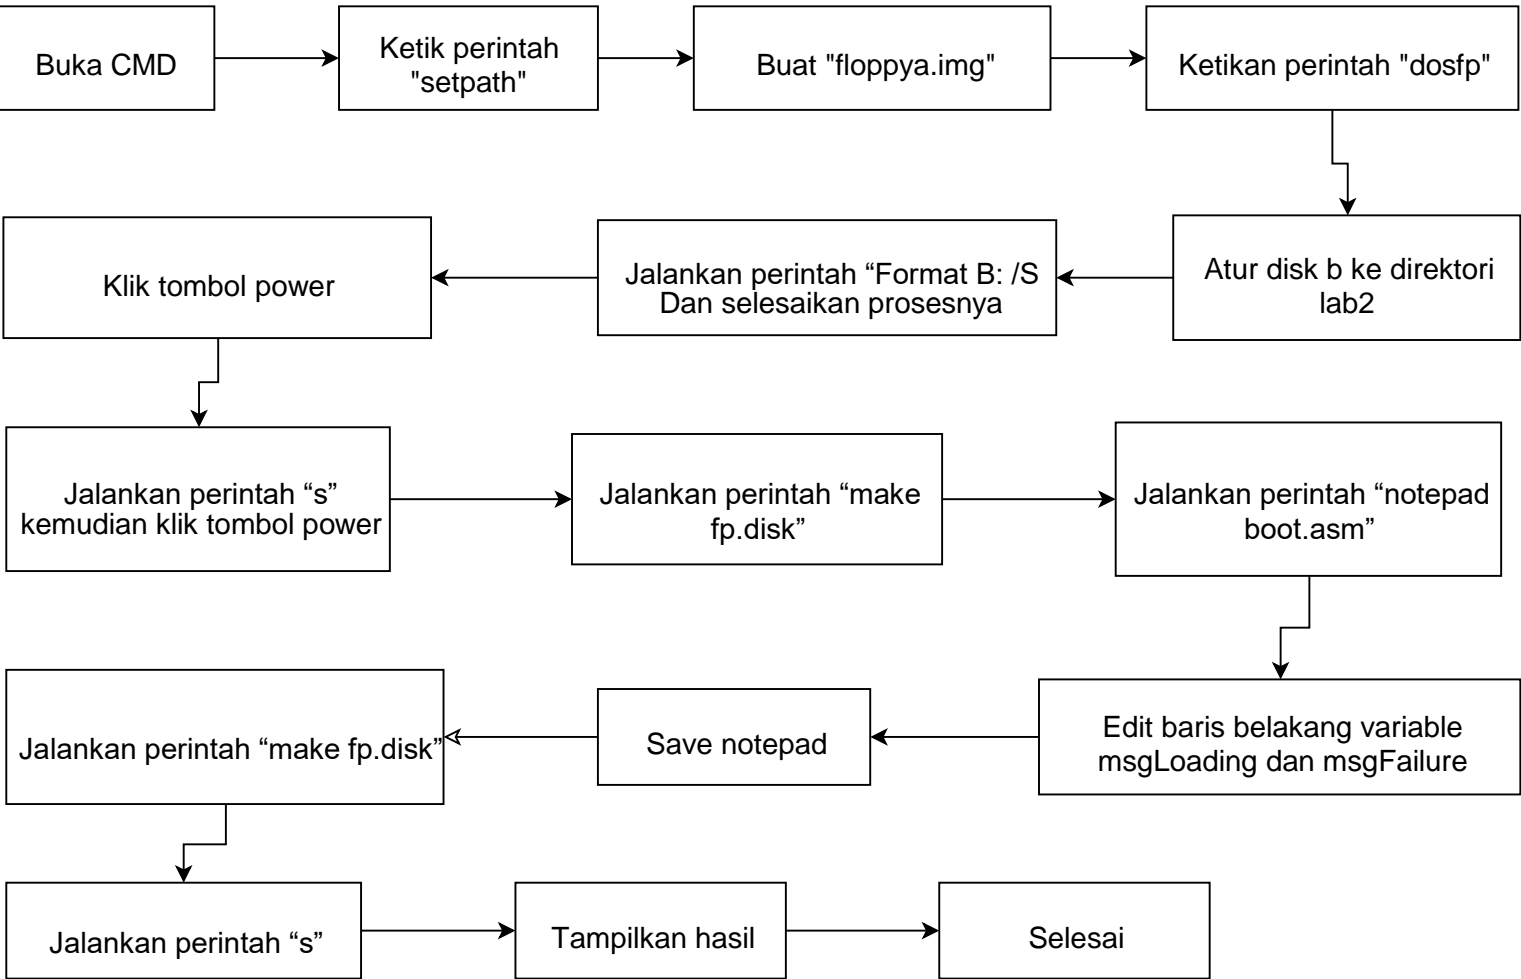 Buka CMD
Ketik perintah
"setpath"
Buat "floppya.img"
Ketikan perintah "dosfp"
Atur disk b ke direktori
lab2
Jalankan perintah “Format B: /S
Dan selesaikan prosesnya
Klik tombol power
Jalankan perintah “s”
kemudian klik tombol power
Jalankan perintah “make
fp.disk”
Jalankan perintah “notepad
boot.asm”
Edit baris belakang variable
msgLoading dan msgFailure
Save notepad
Jalankan perintah “make fp.disk”
Jalankan perintah “s”
Tampilkan hasil
Selesai